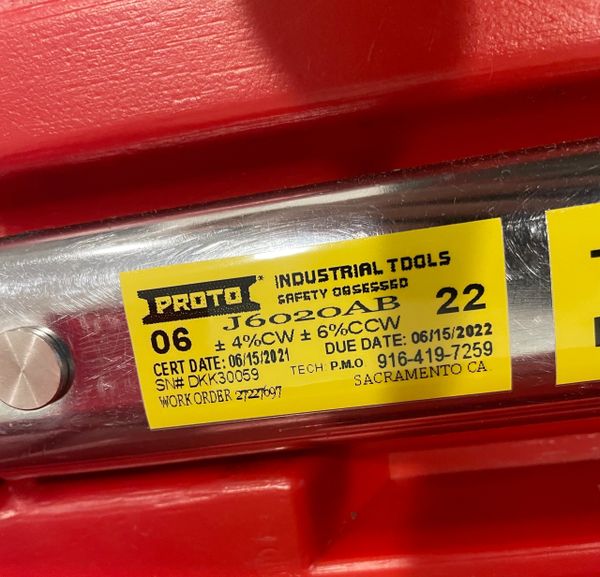 PROTO
INDUSTRIAL TOOLS
SAFETY OBSESSED
06
J6020AB
22
± 4%CW ± 6%CCW
CERT DATE: 06/15/2021
DUE DATE: 06/15/2022
SN# DKK30059
TECH: P.M.O
916-419-7259
WORK ORDER 27227697
SACRAMENTO CA.